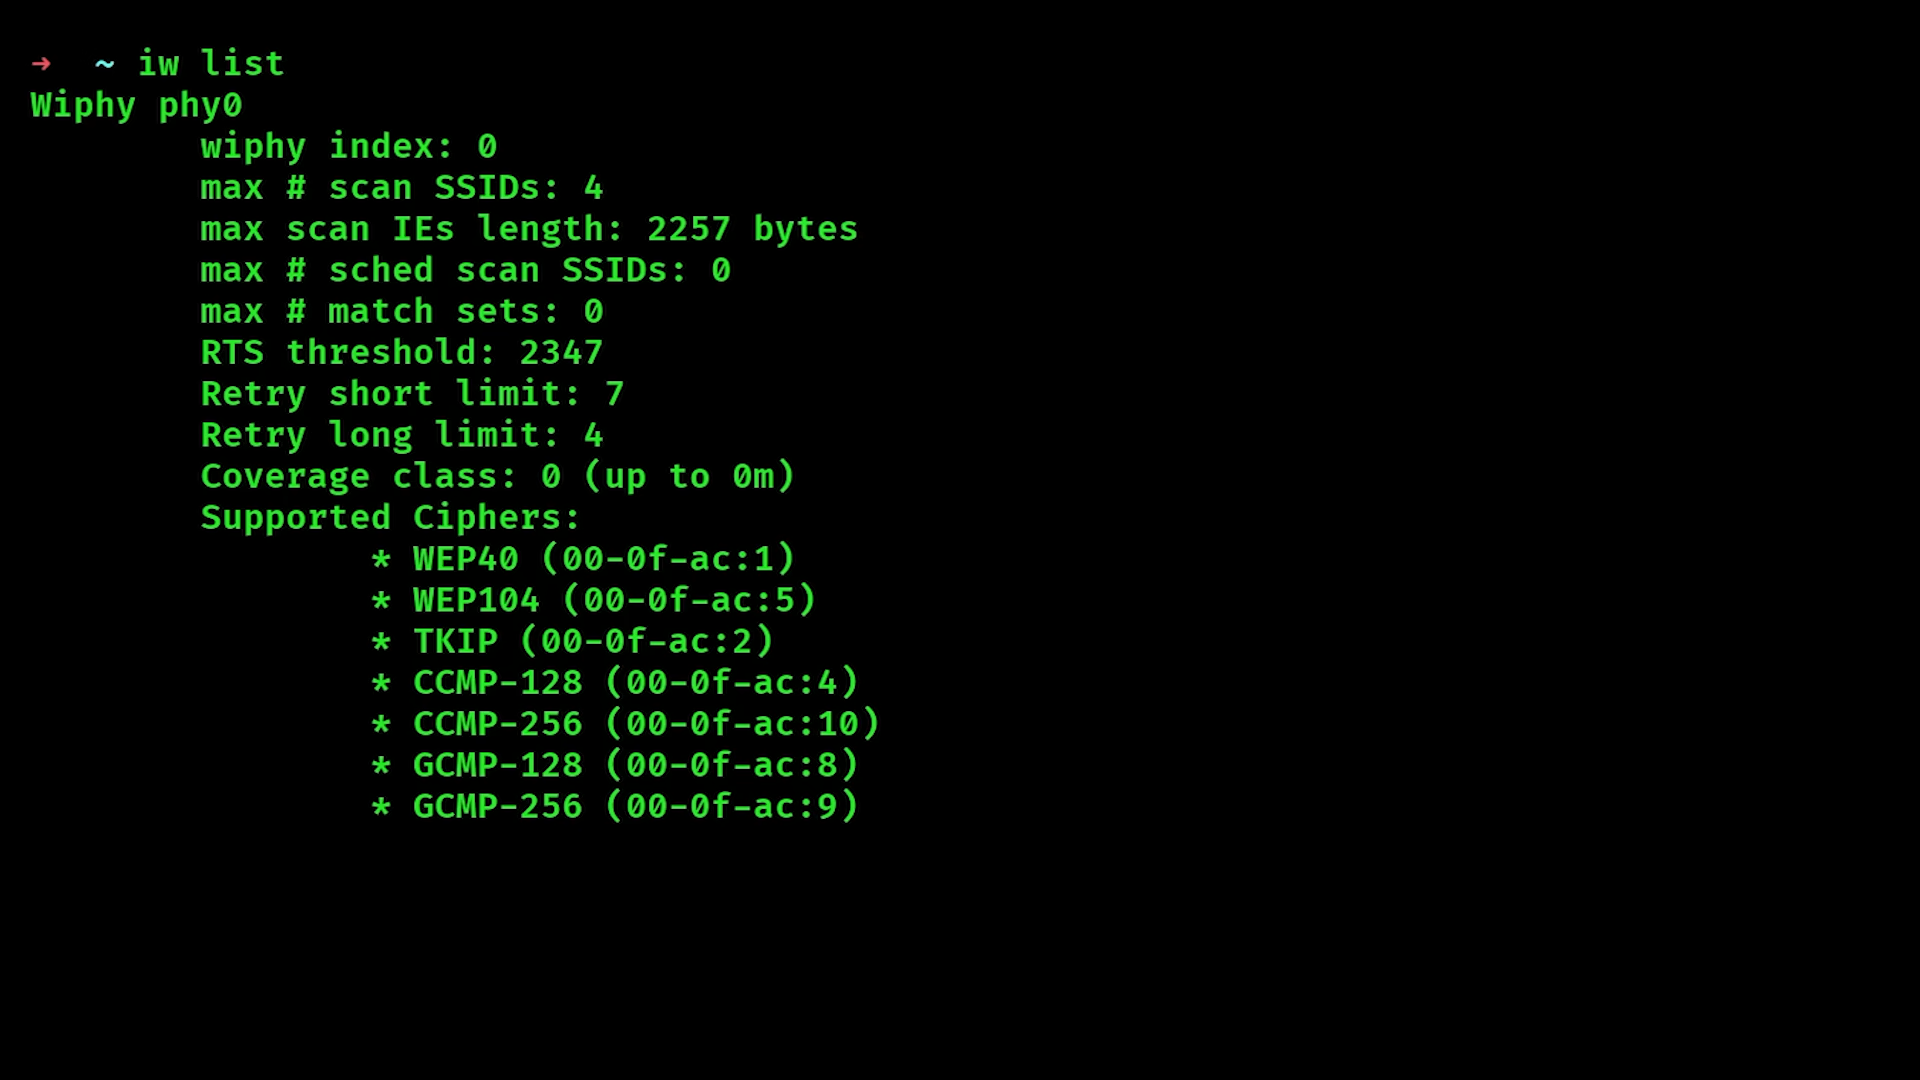 ➜ ~ iw list
Wiphy phy0
wiphy index: 0
max # scan SSIDs: 4
max scan IEs length: 2257 bytes
max # sched scan SSIDs: 0
max # match sets: 0
RTS threshold: 2347
Retry short limit: 7
Retry long limit: 4
Coverage class: 0 (up to 0m)
Supported Ciphers:
* WEP40 (00-0f-ac:1)
* WEP104 (00-0f-ac:5)
* TKIP (00-0f-ac:2)
* CCMP-128 (00-0f-ac:4)
* CCMP-256 (00-0f-ac:10)
* GCMP-128 (00-0f-ac:8)
* GCMP-256 (00-0f-ac:9)